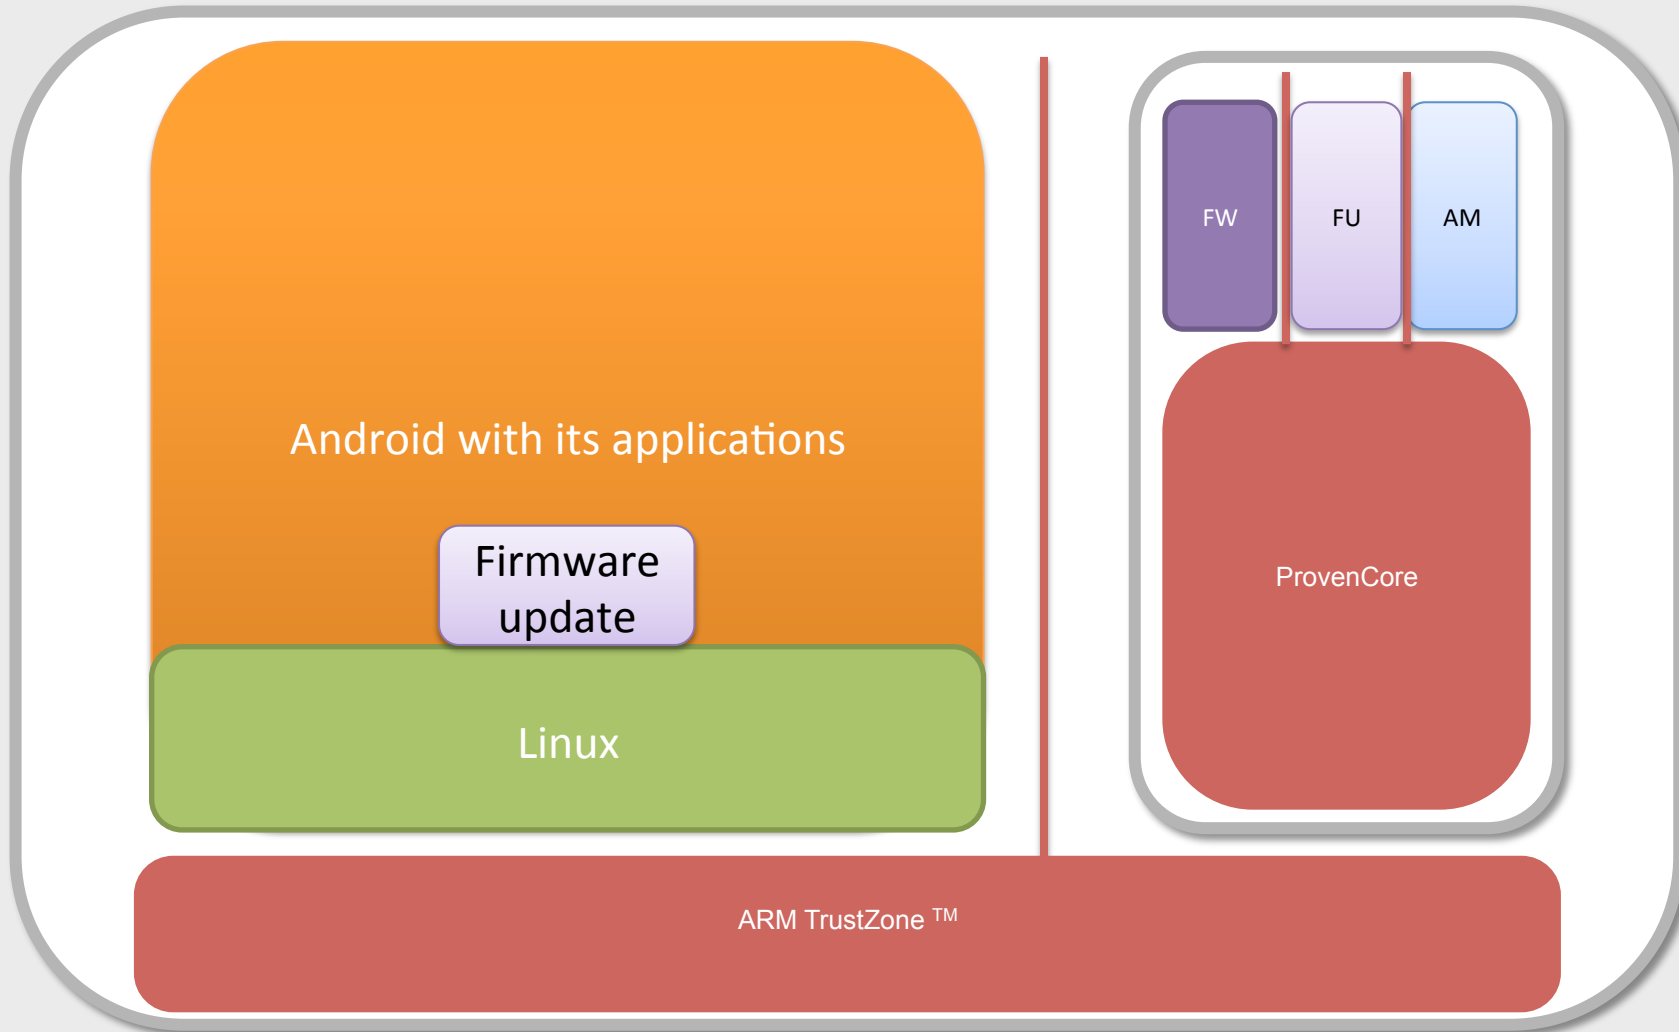 FW
FU
AM
Android with its applications
Firmware
update
ProvenCore
Linux
ARM TrustZone ™